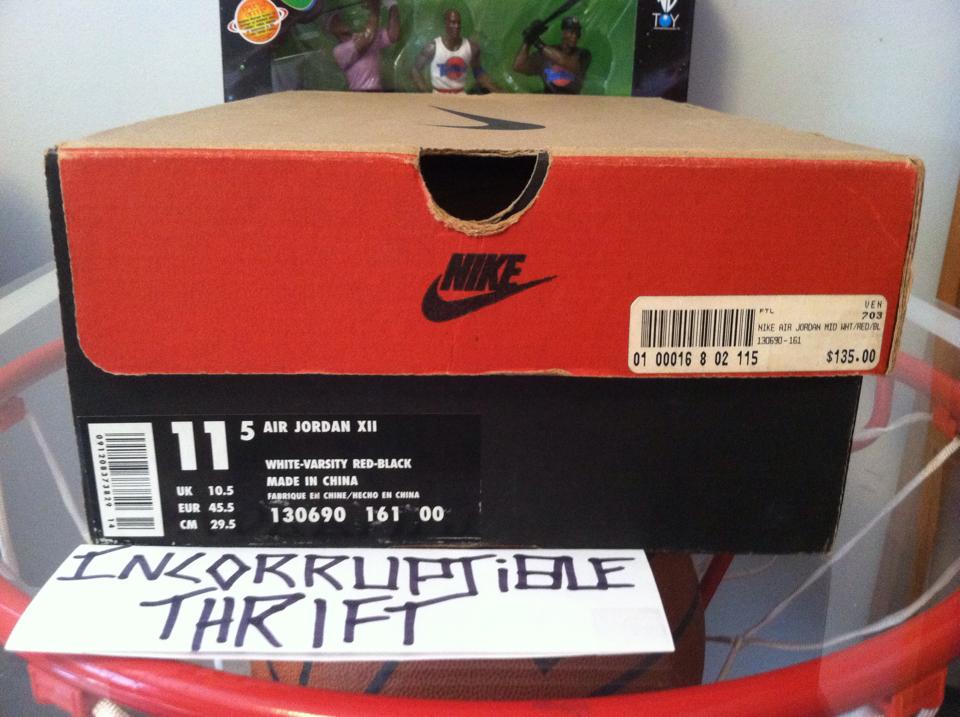 TOY
NIKE
VEN
703
FTL
NIKE AIR JORDAN MID WHT/RED/BL
130690-161
01 00016 8 02 115
$135.00
11 5 AIR JORDAN XII
WHITE-VARSITY RED-BLACK
MADE IN CHINA
FABRIQUE EN CHINE/HECHO EN CHINA
UK 10.5
EUR 45.5
CM 29.5
130690 161 00
INCORRUPTiBLE
THRIFT